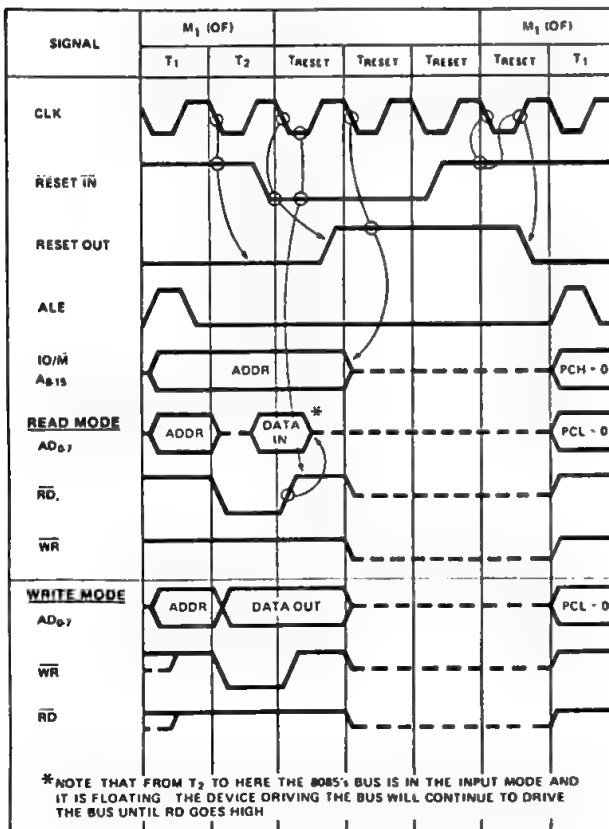 SIGNAL
M1 (OF)
M1 (OF)
T1
T2
TRESET
TRESET
TRESET
TRESET
T1
CLK
RESET IN
RESET OUT
ALE
IO/M
A8-15
ADDR
PCH = 0
READ MODE
AD0-7
ADDR
DATA
IN
*
PCL = 0
RD
WR
WRITE MODE
AD0-7
ADDR
DATA OUT
PCL = 0
WR
RD
*NOTE THAT FROM T2 TO HERE THE 8085's BUS IS IN THE INPUT MODE AND
IT IS FLOATING THE DEVICE DRIVING THE BUS WILL CONTINUE TO DRIVE
THE BUS UNTIL RD GOES HIGH